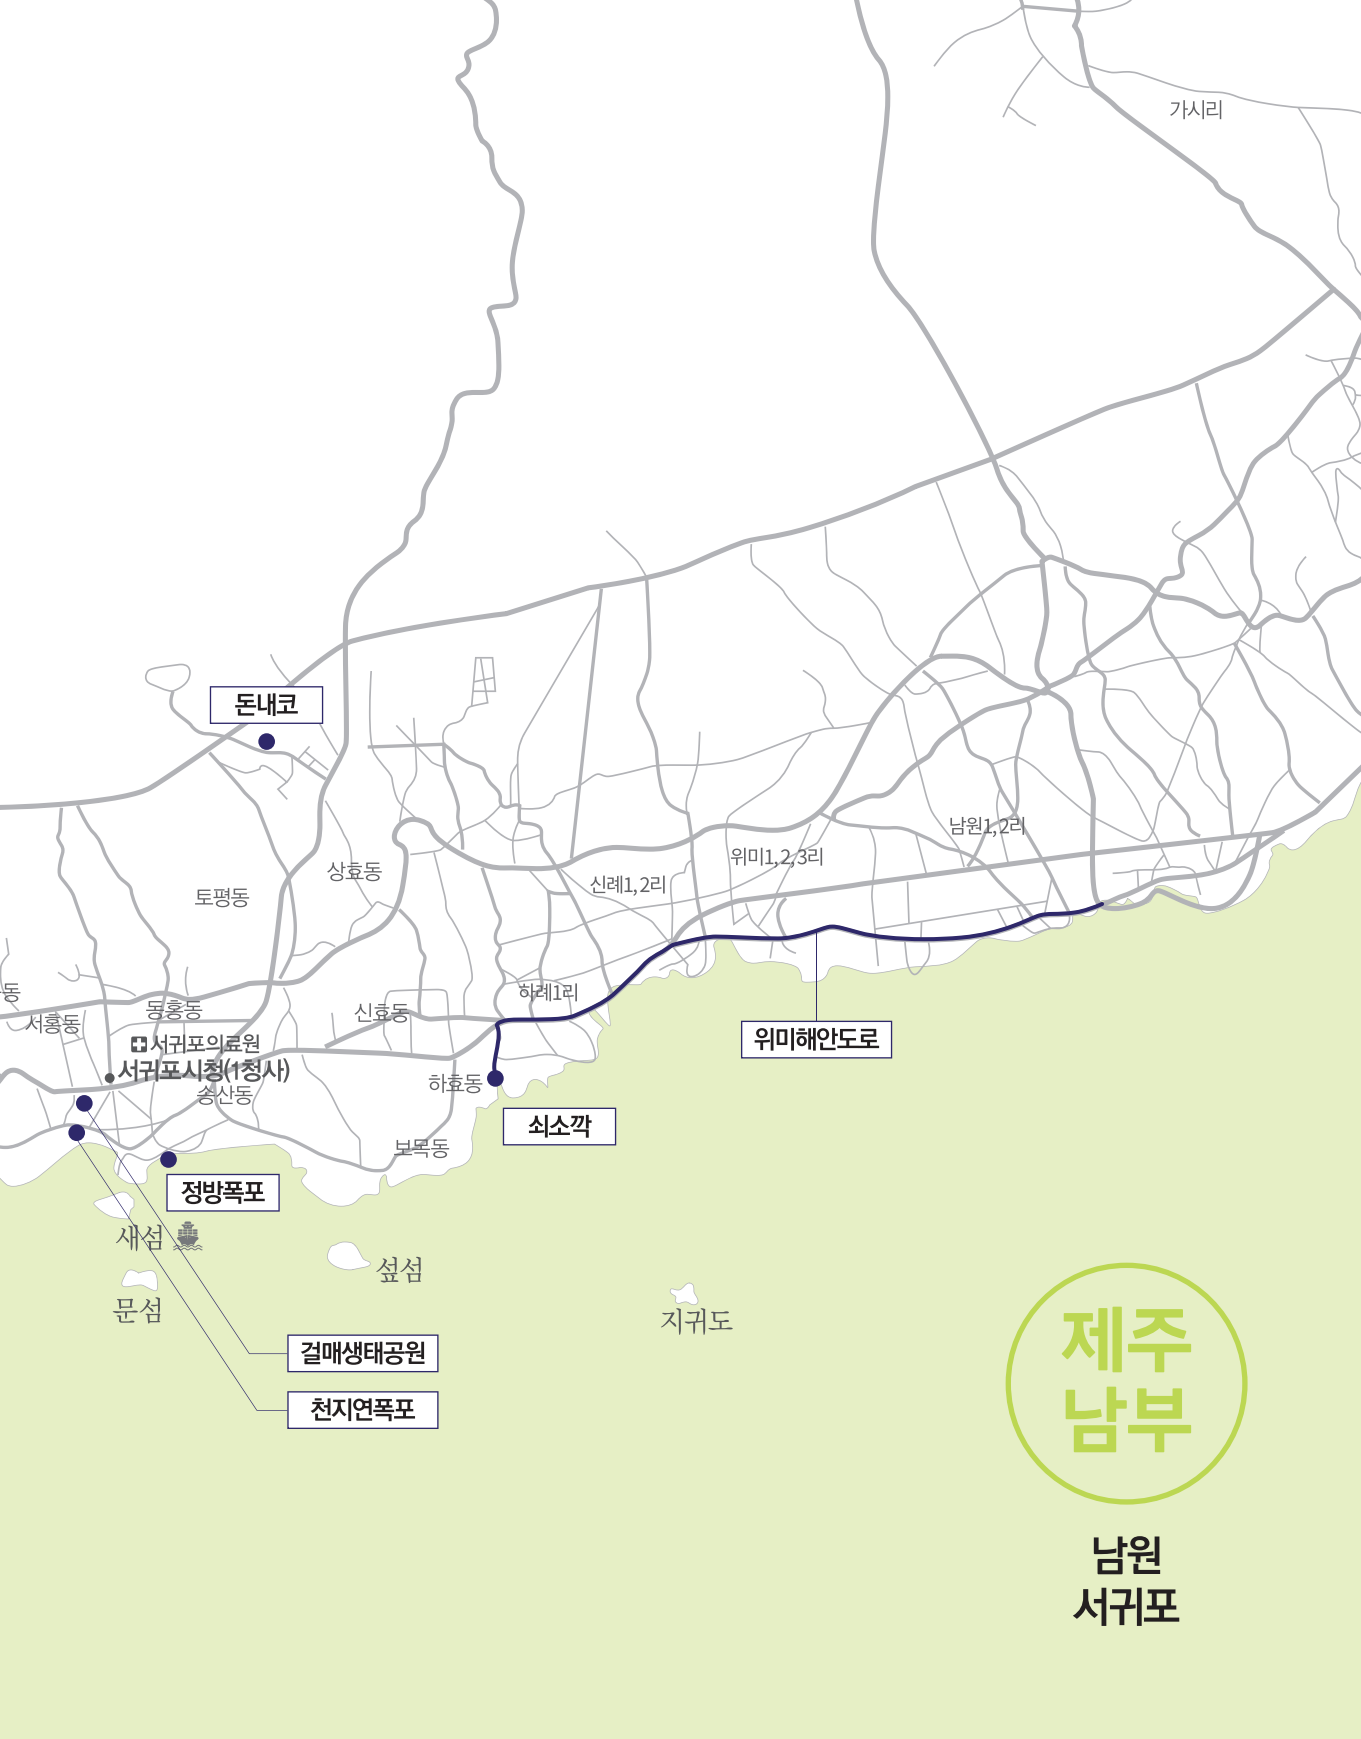 가시리
돈내코
남원1,2리
위미1,2,3리
상효동
신례1,2리
토평동
동
하례1리
동홍동
신효동
서홍동
서귀포의료원
위미해안도로
서귀포시청(1청사)
하효동
송산동
쇠소깍
보목동
정방폭포
새섬
섶섬
문섬
지귀도
걸매생태공원
천지연폭포
제주
남부
남원
서귀포